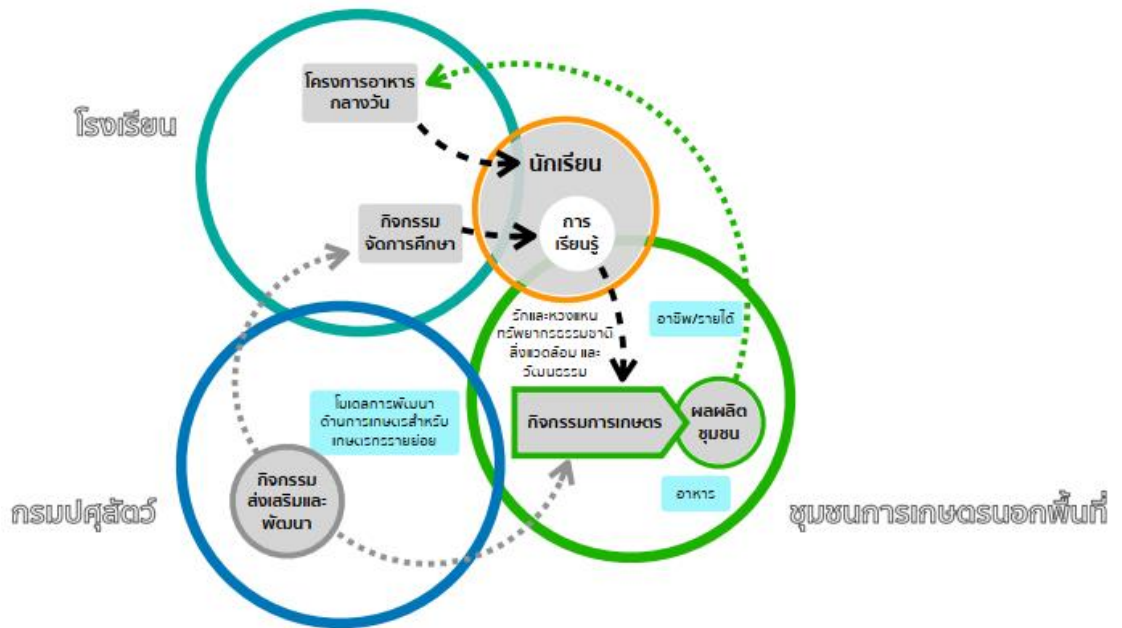 โครงการอาหาร
กลางวัน
โรงเรียน
นักเรียน
การ
เรียนรู้
กิจกรรม
จัดการศึกษา
รักและหวงแหน
ทรัพยากรธรรมชาติ
สิ่งแวดล้อม และ
วัฒนธรรม
อาชีพ/รายได้
โมเดลการพัฒนา
ด้านการเกษตรสำหรับ
เกษตรกรรายย่อย
กิจกรรมการเกษตร
ผลผลิต
ชุมชน
กิจกรรม
ส่งเสริมและ
พัฒนา
อาหาร
กรมปศุสัตว์
ชุมชนการเกษตรนอกพื้นที่